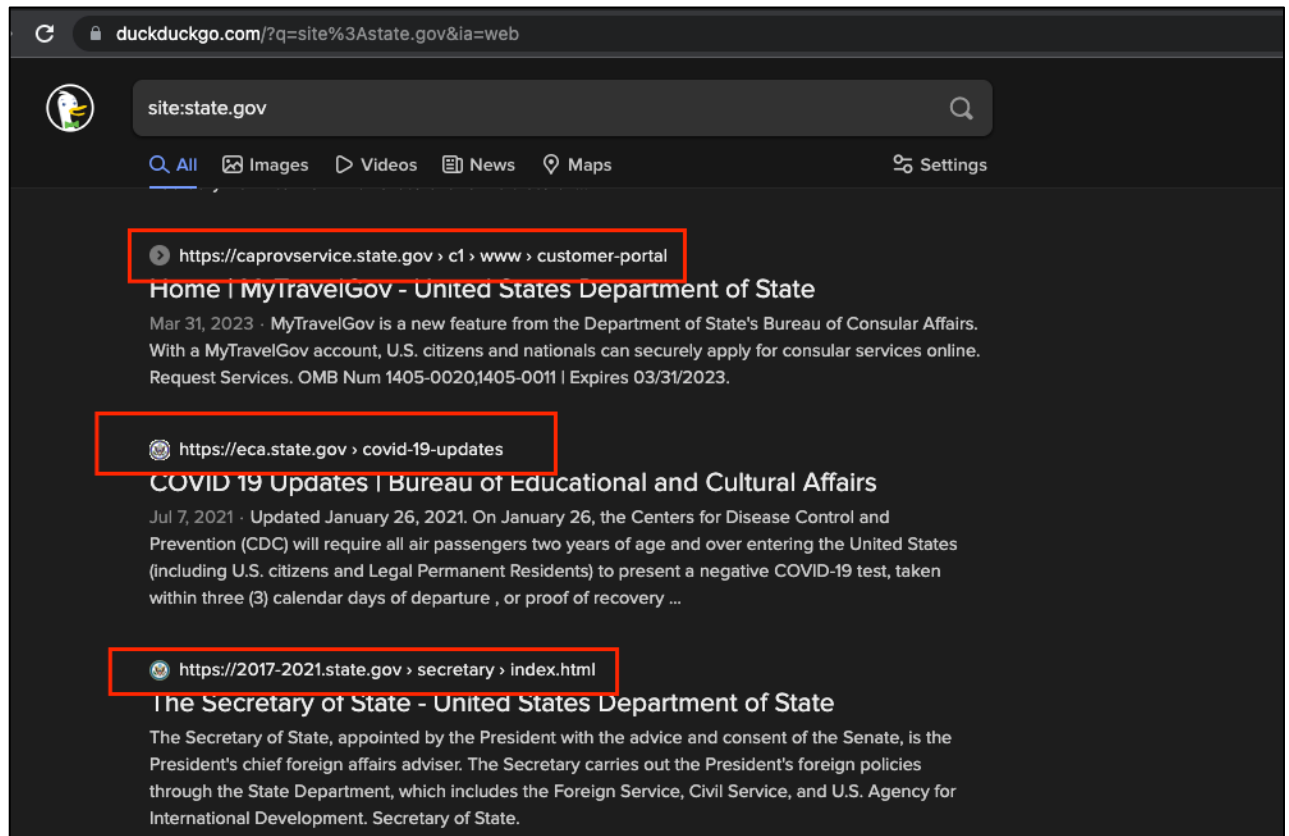 duckduckgo.com/?q=site%3Astate.gov&ia=web
site:state.gov
All Images Videos News Maps Settings
https://caprovservice.state.gov › c1 › www › customer-portal
Home | MyTravelGov - United States Department of State
Mar 31, 2023 · MyTravelGov is a new feature from the Department of State's Bureau of Consular Affairs.
With a MyTravelGov account, U.S. citizens and nationals can securely apply for consular services online.
Request Services. OMB Num 1405-0020,1405-0011 | Expires 03/31/2023.
https://eca.state.gov › covid-19-updates
COVID 19 Updates | Bureau of Educational and Cultural Affairs
Jul 7, 2021 · Updated January 26, 2021. On January 26, the Centers for Disease Control and
Prevention (CDC) will require all air passengers two years of age and over entering the United States
(including U.S. citizens and Legal Permanent Residents) to present a negative COVID-19 test, taken
within three (3) calendar days of departure , or proof of recovery ...
https://2017-2021.state.gov › secretary › index.html
The Secretary of State - United States Department of State
The Secretary of State, appointed by the President with the advice and consent of the Senate, is the
President's chief foreign affairs adviser. The Secretary carries out the President's foreign policies
through the State Department, which includes the Foreign Service, Civil Service, and U.S. Agency for
International Development. Secretary of State.